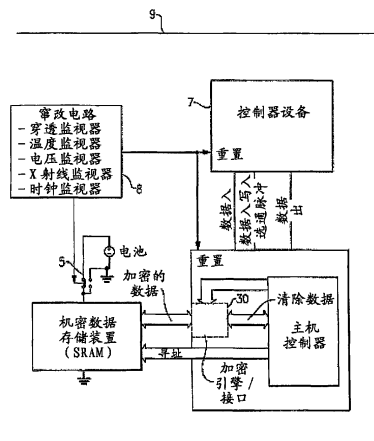 9
窜改电路
- 穿透监视器
- 温度监视器
- 电压监视器
- X射线监视器
- 时钟监视器
8
7
控制器设备
重置
数据入
数据入写入
选通脉冲
数据
出
5
电池
加密的
数据
重置
30
清除数据
机密数据
存储装置
(SRAM)
寻址
加密
引擎/
接口
主机
控制器